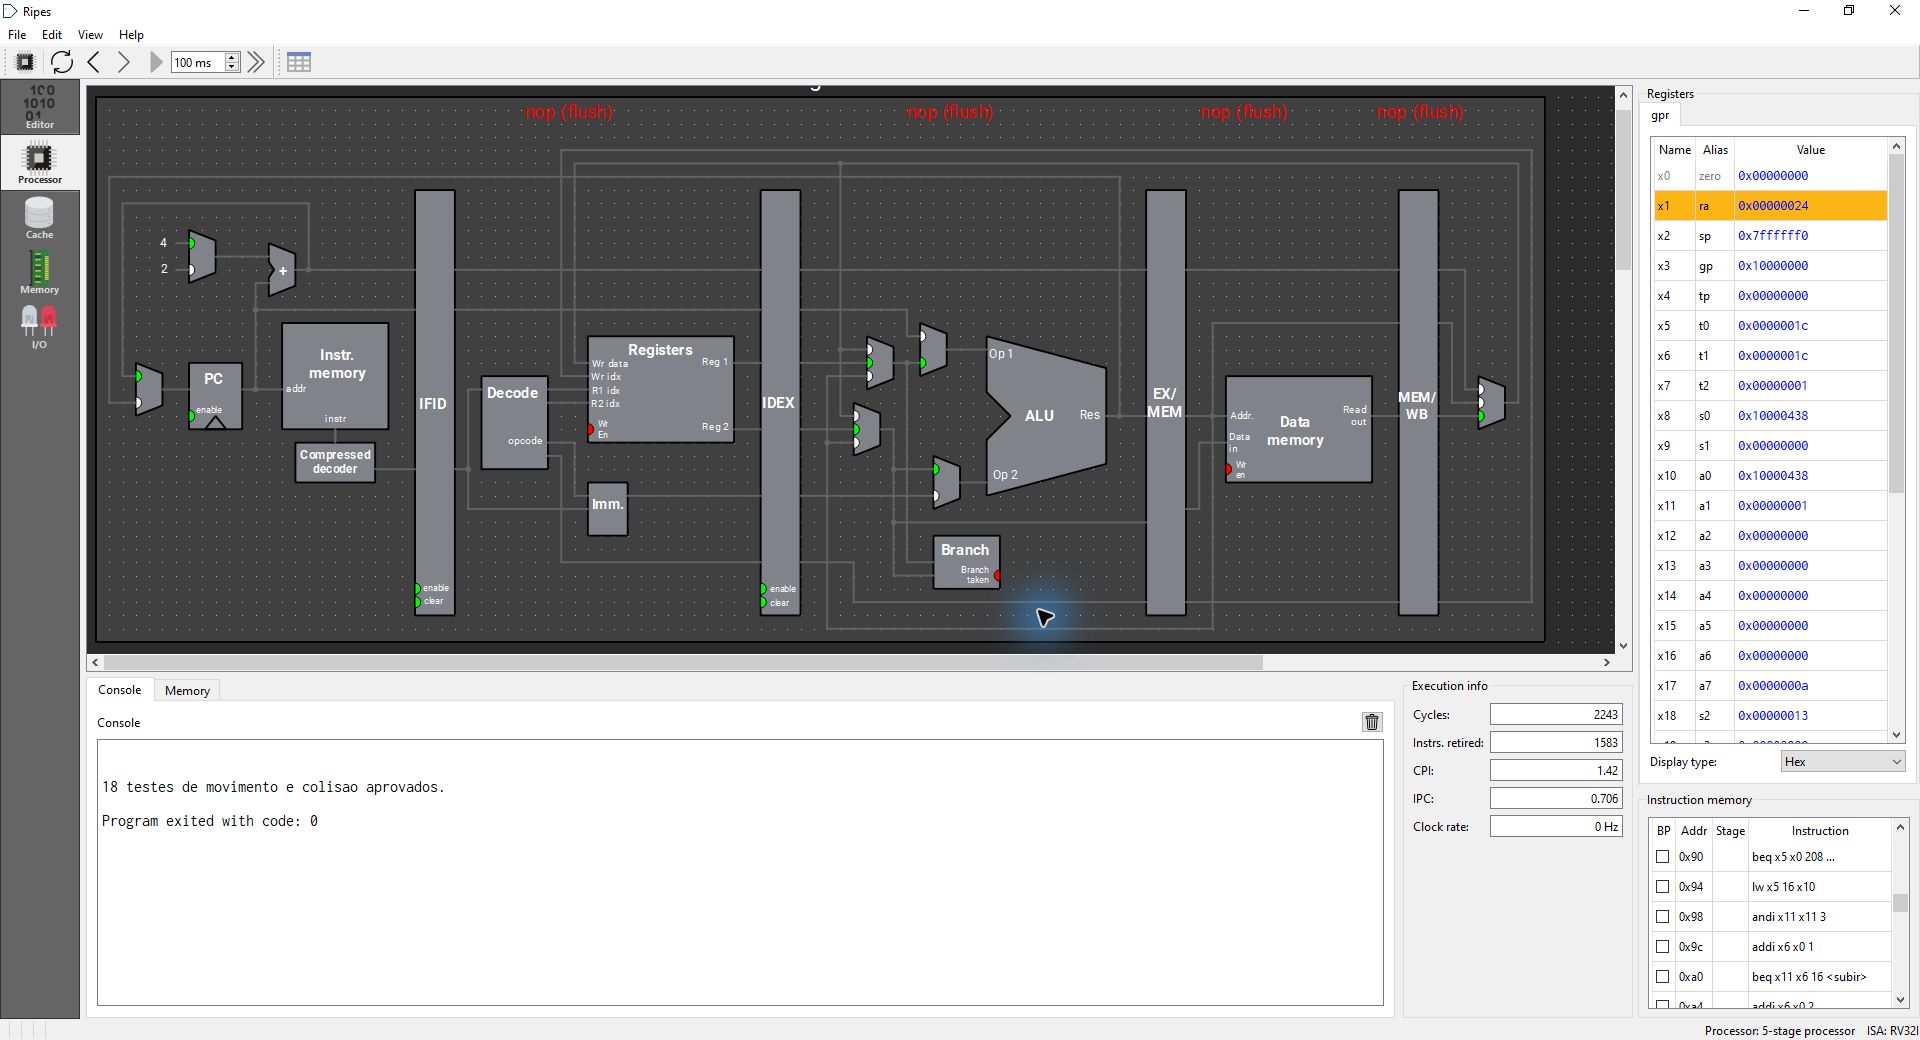 Ripes
File Edit View Help
100 ms
100
1010
01
Editor
Processor
Cache
Memory
I/O
nop (flush) nop (flush) nop (flush) nop (flush)
4
2
+
PC
enable
Instr.
memory
addr
instr
Compressed
decoder
IFID
enable
clear
Decode
opcode
Registers
Wr data
Wr idx
R1 idx
R2 idx
Wr
En
Reg 1
Reg 2
Imm.
IDEX
enable
clear
Op 1
ALU
Res
Op 2
Branch
Branch
taken
EX/
MEM
Addr.
Data
in
Wr
en
Data
memory
Read
out
MEM/
WB
Console Memory
Console
18 testes de movimento e colisao aprovados.
Program exited with code: 0
Execution info
Cycles: 2243
Instrs. retired: 1583
CPI: 1.42
IPC: 0.706
Clock rate: 0 Hz
Registers
gpr
Name Alias Value
x0 zero 0x00000000
x1 ra 0x00000024
x2 sp 0x7ffffff0
x3 gp 0x10000000
x4 tp 0x00000000
x5 t0 0x0000001c
x6 t1 0x0000001c
x7 t2 0x00000001
x8 s0 0x10000438
x9 s1 0x00000000
x10 a0 0x10000438
x11 a1 0x00000001
x12 a2 0x00000000
x13 a3 0x00000000
x14 a4 0x00000000
x15 a5 0x00000000
x16 a6 0x00000000
x17 a7 0x0000000a
x18 s2 0x00000013
Display type: Hex
Instruction memory
BP Addr Stage Instruction
0x90 beq x5 x0 208 ...
0x94 lw x5 16 x10
0x98 andi x11 x11 3
0x9c addi x6 x0 1
0xa0 beq x11 x6 16 <subir>
0xa4 addi x6 x0 2
Processor: 5-stage processor ISA: RV32I